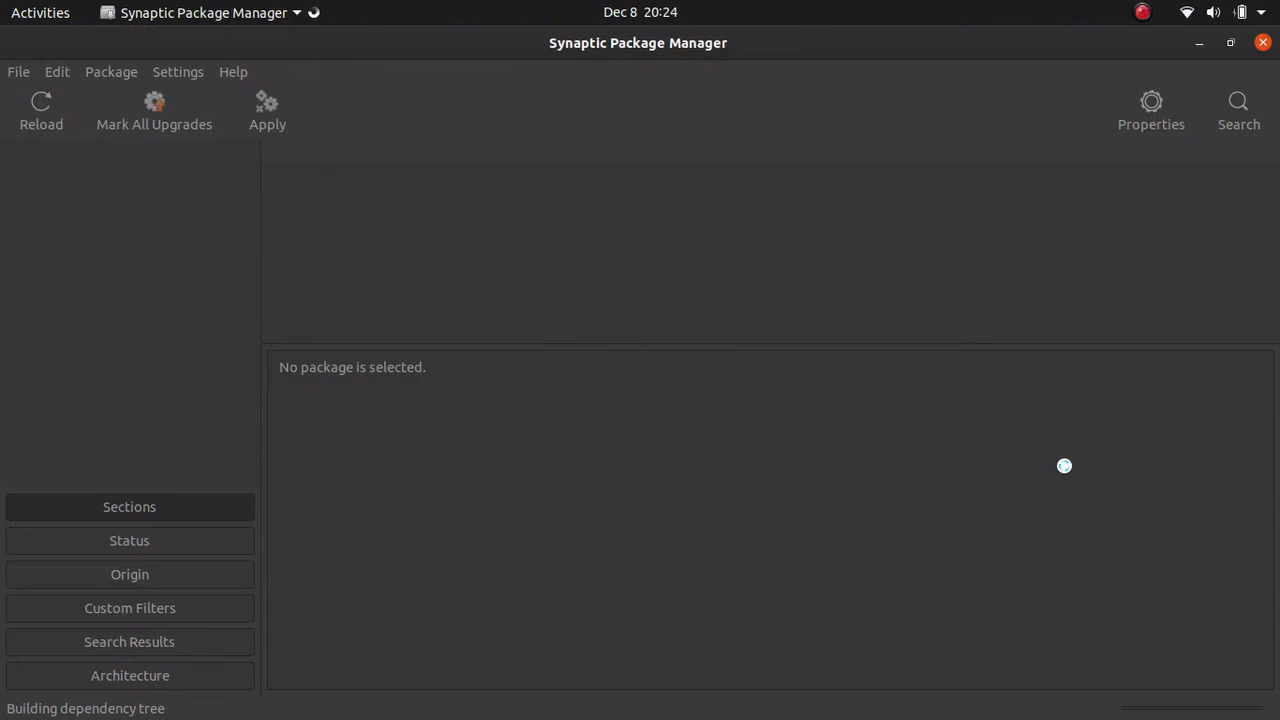 Activities Synaptic Package Manager Dec 8 20:24
Synaptic Package Manager
File Edit Package Settings Help
Reload Mark All Upgrades Apply Properties Search
No package is selected.
Sections
Status
Origin
Custom Filters
Search Results
Architecture
Building dependency tree